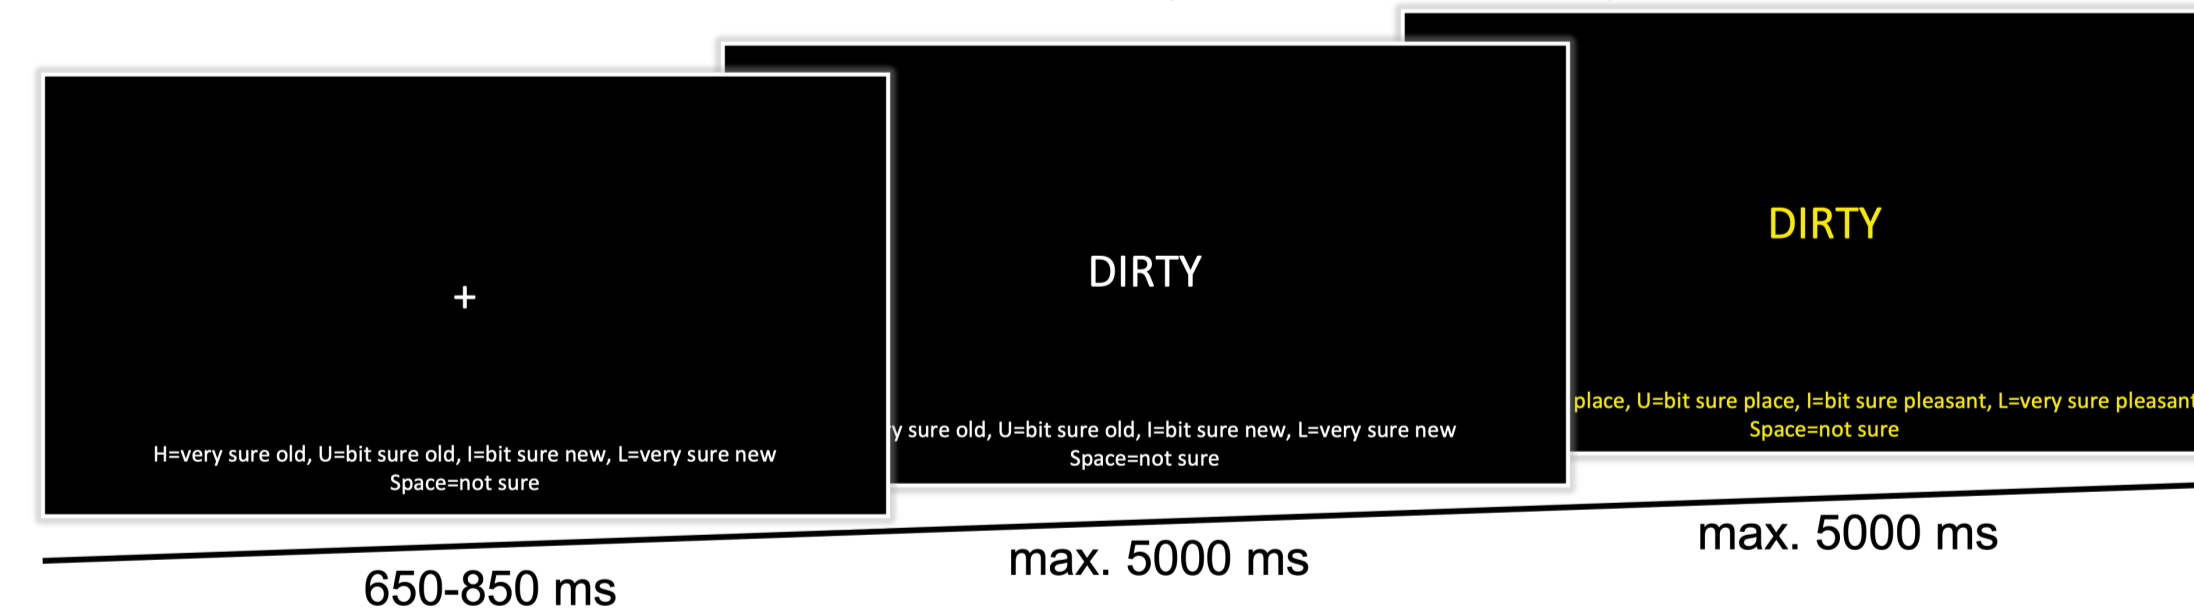 +
H=very sure old, U=bit sure old, I=bit sure new, L=very sure new
Space=not sure
650-850 ms
DIRTY
y sure old, U=bit sure old, I=bit sure new, L=very sure new
Space=not sure
max. 5000 ms
DIRTY
place, U=bit sure place, I=bit sure pleasant, L=very sure pleasant
Space=not sure
max. 5000 ms